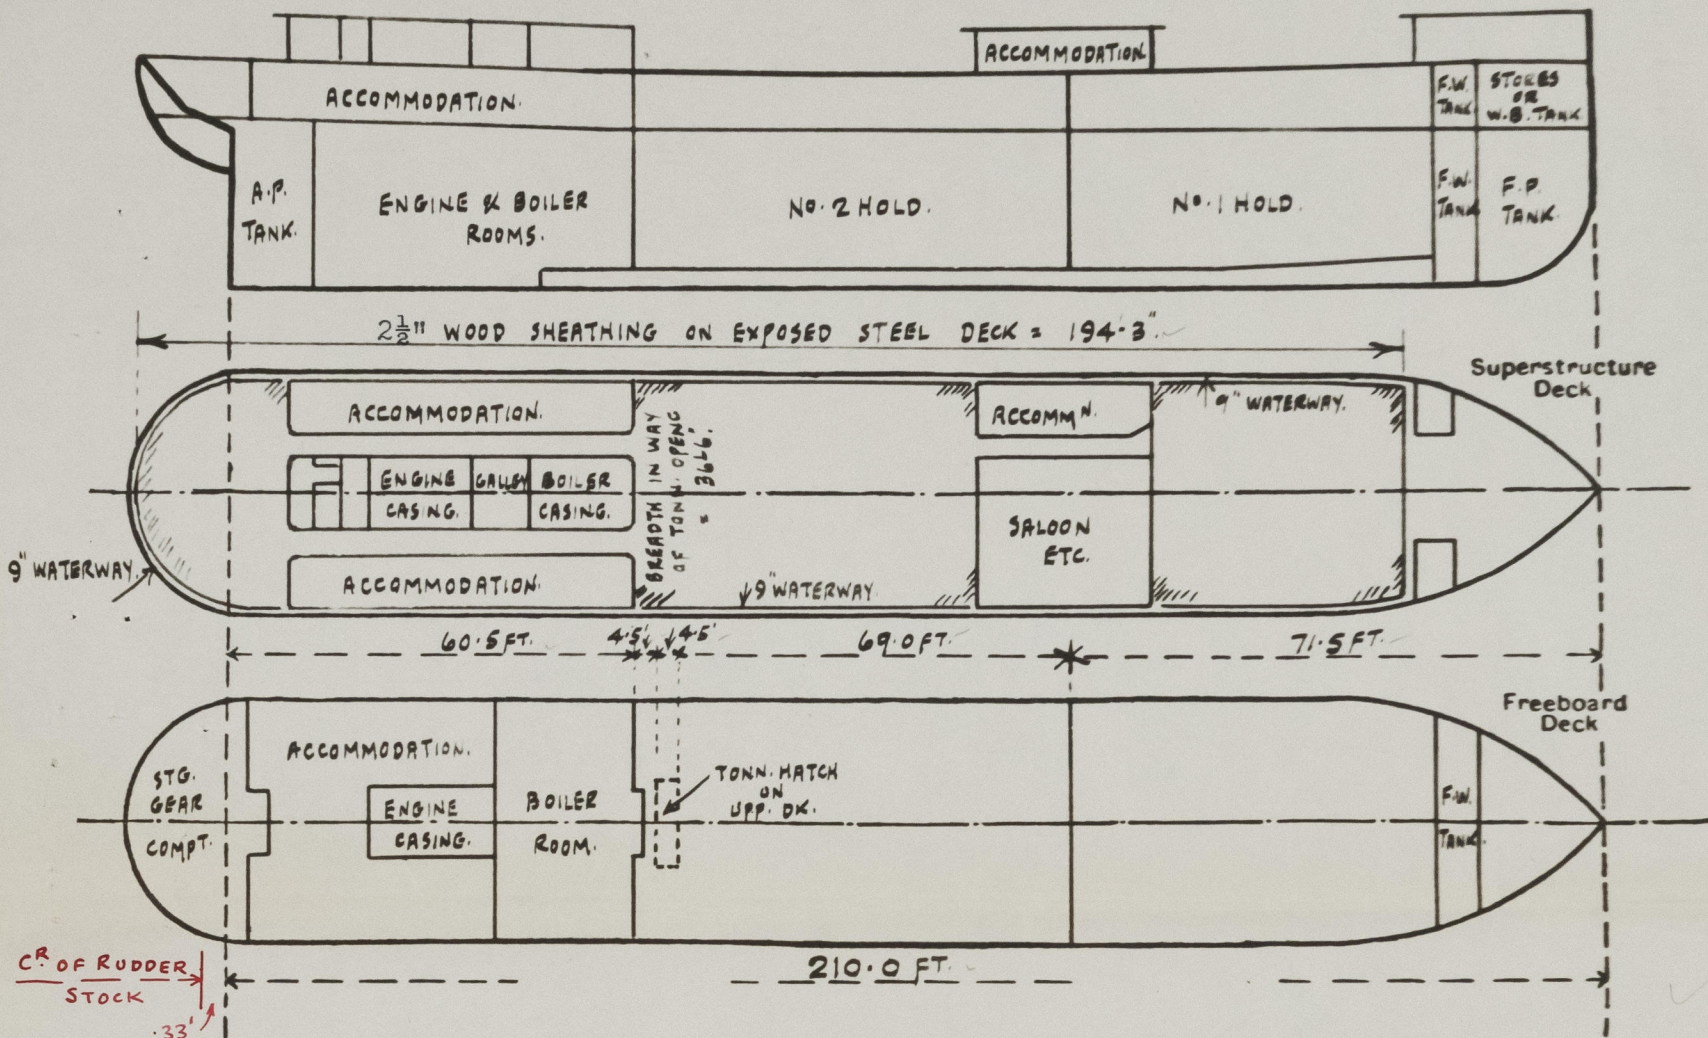 ACCOMMODATION
ACCOMMODATION.
F.W.
TANK
STORES
OR
W.B. TANK
A.P.
TANK.
ENGINE & BOILER
ROOMS.
No. 2 HOLD.
No. 1 HOLD.
F.W.
TANK
F.P.
TANK.
2½" WOOD SHEATHING ON EXPOSED STEEL DECK = 194·3"
Superstructure
Deck
ACCOMMODATION.
BREADTH IN WAY
OF TONN. OPENG
=
ACCOMMN.
9" WATERWAY.
ENGINE
CASING.
GALLEY
BOILER
CASING.
SALOON
ETC.
9" WATERWAY.
ACCOMMODATION.
9" WATERWAY.
60·5 FT.
4·5'
4·5'
69·0 FT.
71·5 FT.
Freeboard
Deck
STG.
GEAR
COMPT.
ACCOMMODATION.
ENGINE
CASING.
BOILER
ROOM.
TONN. HATCH
ON
UPP. DK.
F.W.
TANK.
CR. OF RUDDER
STOCK
·33'
210·0 FT.